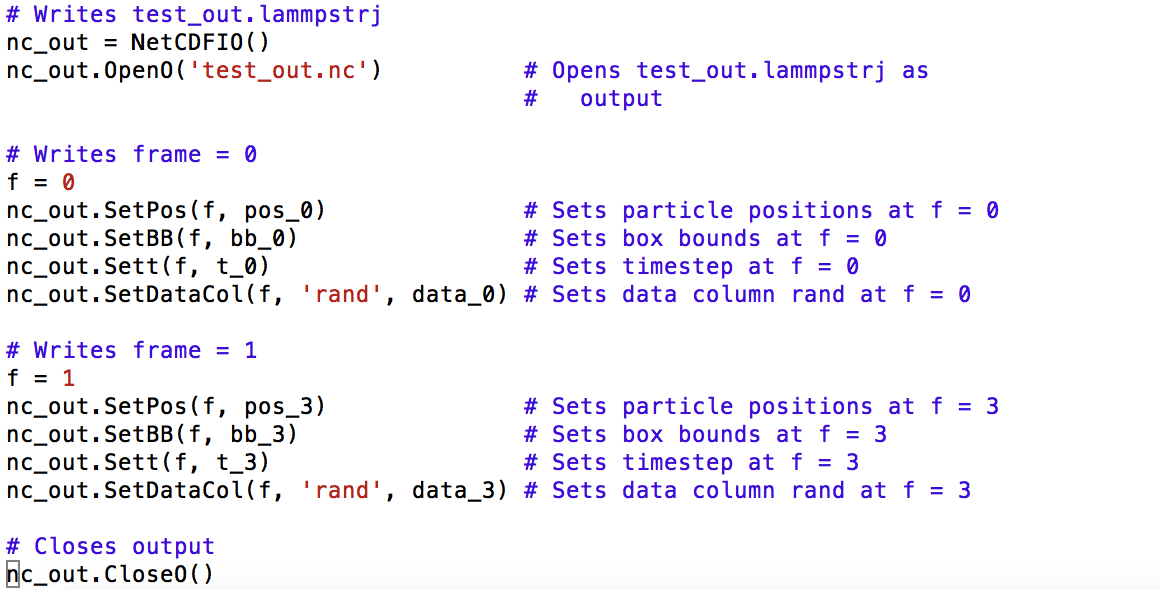 # Writes test_out.lammpstrj
nc_out = NetCDFIO()
nc_out.OpenO('test_out.nc')          # Opens test_out.lammpstrj as
                                     #   output

# Writes frame = 0
f = 0
nc_out.SetPos(f, pos_0)              # Sets particle positions at f = 0
nc_out.SetBB(f, bb_0)                # Sets box bounds at f = 0
nc_out.Sett(f, t_0)                  # Sets timestep at f = 0
nc_out.SetDataCol(f, 'rand', data_0) # Sets data column rand at f = 0

# Writes frame = 1
f = 1
nc_out.SetPos(f, pos_3)              # Sets particle positions at f = 3
nc_out.SetBB(f, bb_3)                # Sets box bounds at f = 3
nc_out.Sett(f, t_3)                  # Sets timestep at f = 3
nc_out.SetDataCol(f, 'rand', data_3) # Sets data column rand at f = 3

# Closes output
nc_out.CloseO()